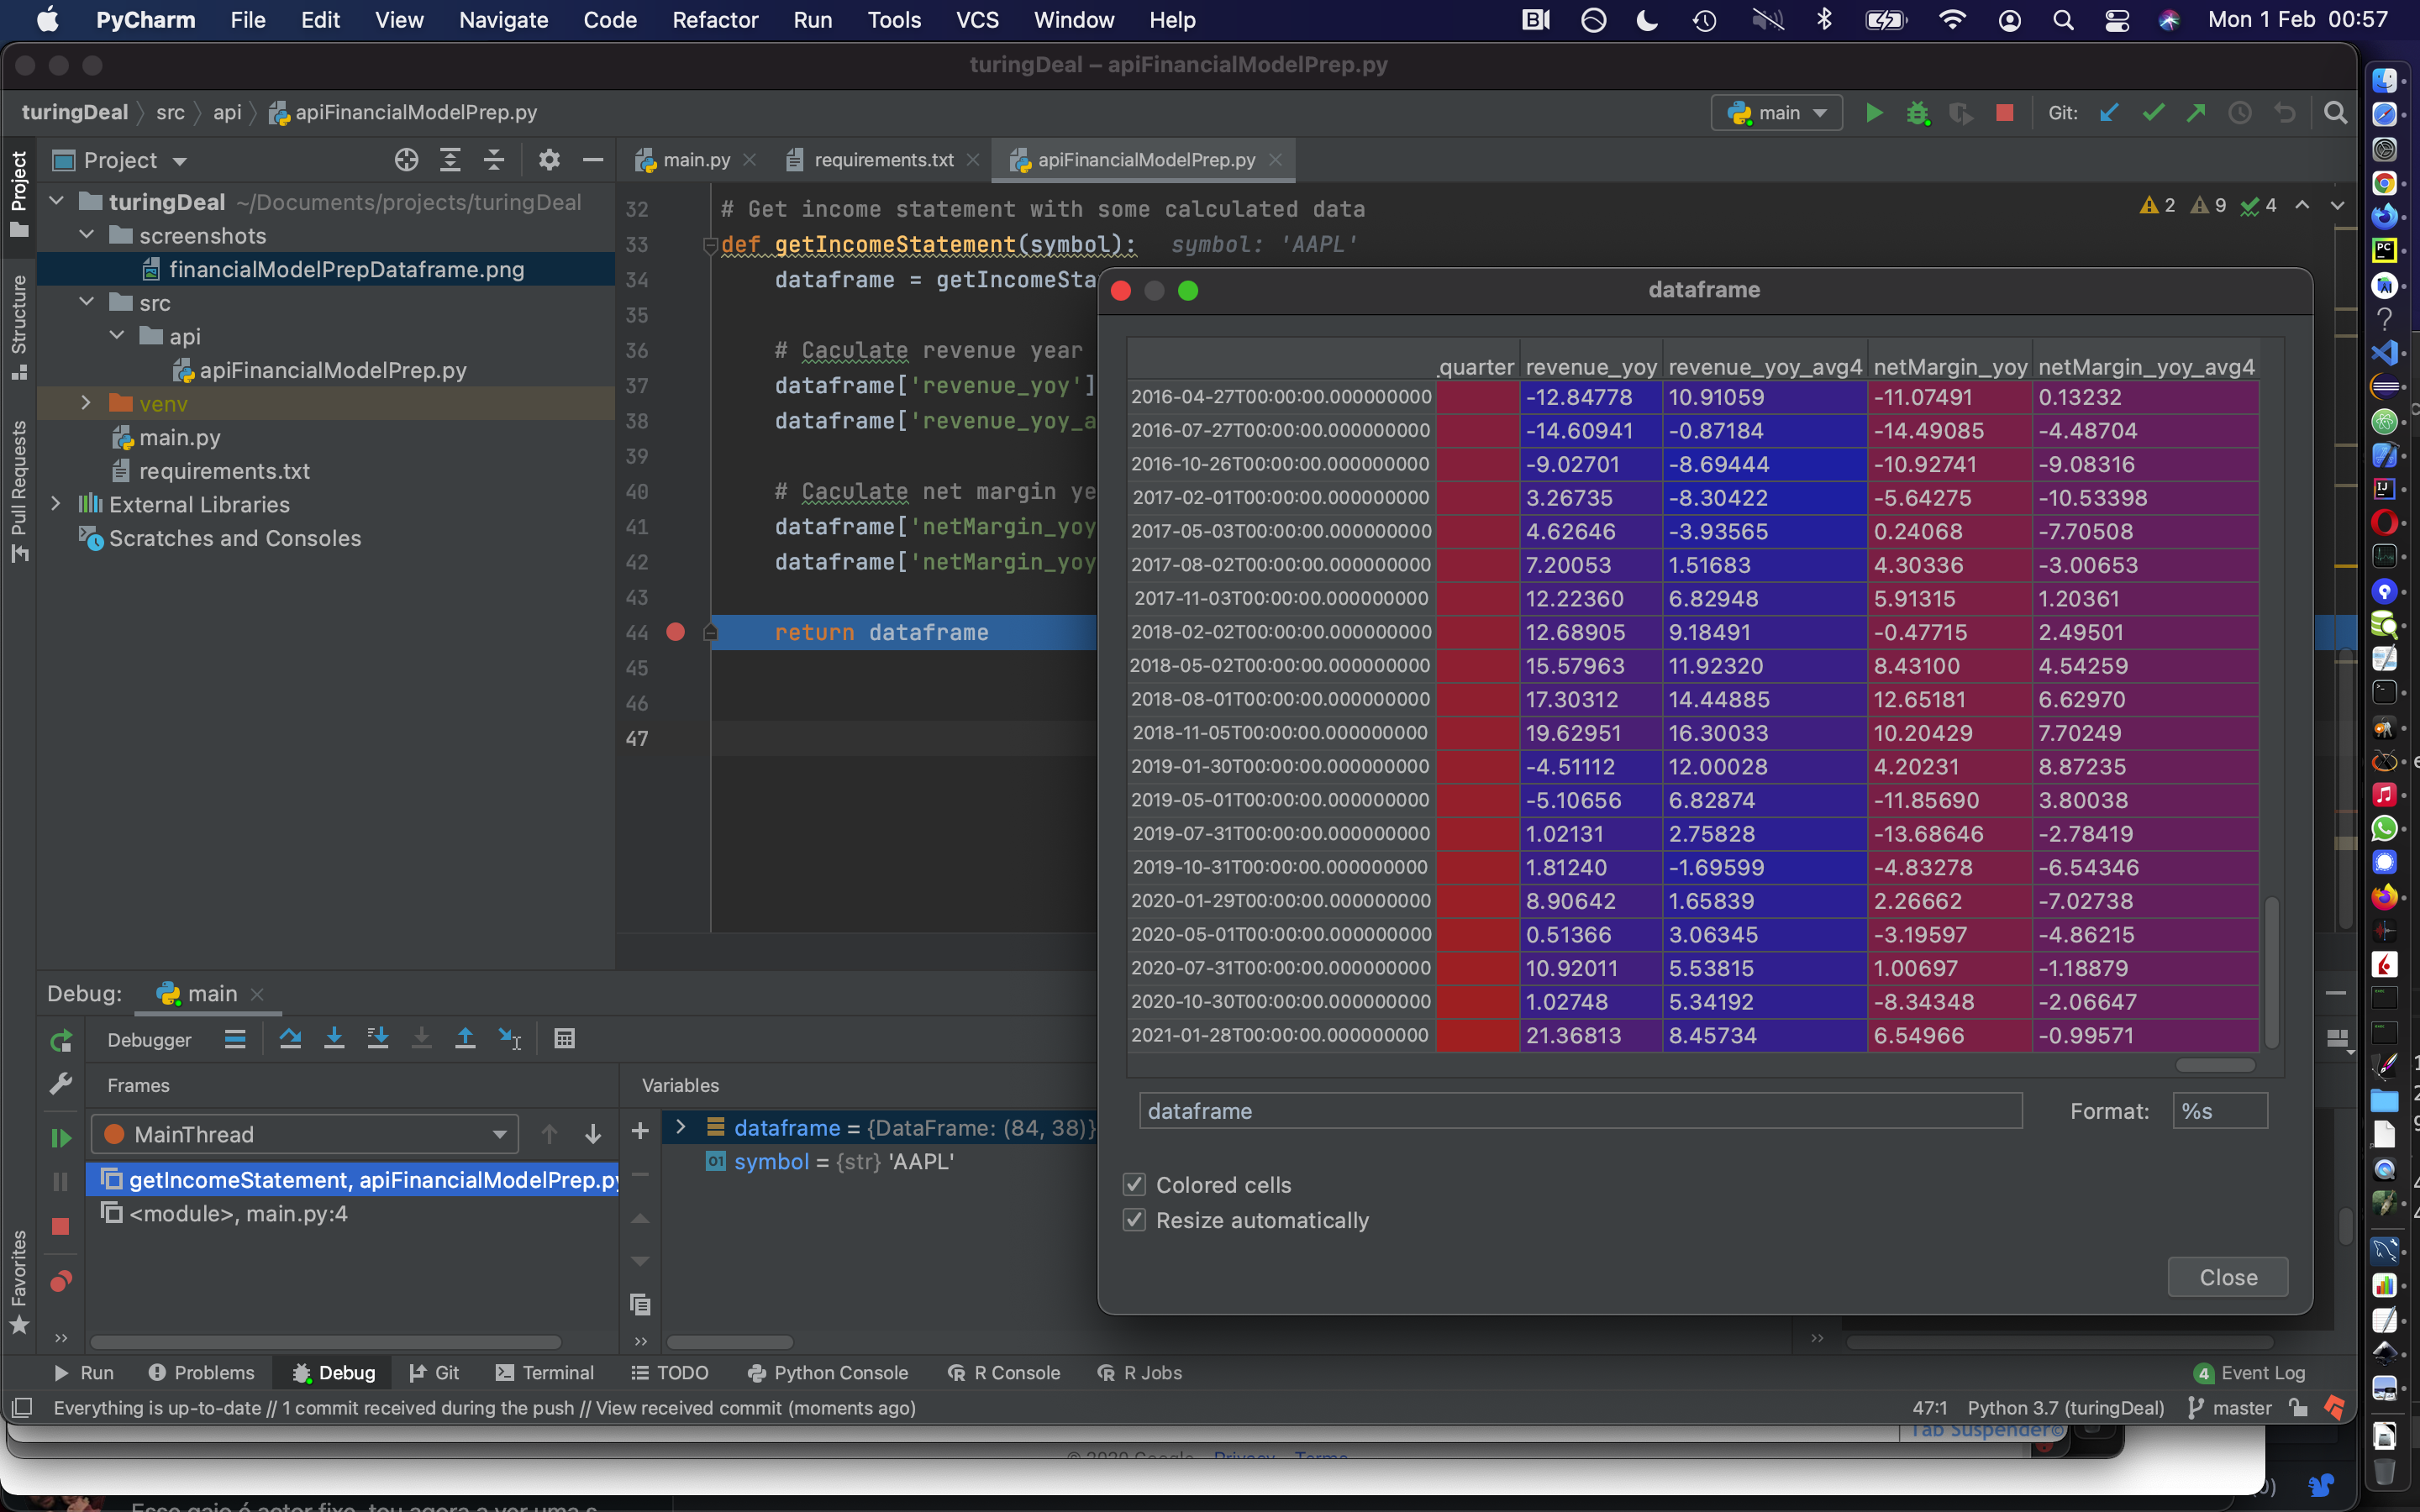 PyCharm File Edit View Navigate Code Refactor Run Tools VCS Window Help Mon 1 Feb 00:57
turingDeal – apiFinancialModelPrep.py
turingDeal src api apiFinancialModelPrep.py main Git:
Project
Structure
Pull Requests
Favorites
Project
turingDeal ~/Documents/projects/turingDeal
screenshots
financialModelPrepDataframe.png
src
api
apiFinancialModelPrep.py
venv
main.py
requirements.txt
External Libraries
Scratches and Consoles
main.py requirements.txt apiFinancialModelPrep.py
2 9 4
32 # Get income statement with some calculated data
33 def getIncomeStatement(symbol): symbol: 'AAPL'
34 dataframe = getIncomeSta
35
36 # Caculate revenue year
37 dataframe['revenue_yoy']
38 dataframe['revenue_yoy_a
39
40 # Caculate net margin ye
41 dataframe['netMargin_yoy
42 dataframe['netMargin_yoy
43
44 return dataframe
45
46
47
dataframe
_quarter revenue_yoy revenue_yoy_avg4 netMargin_yoy netMargin_yoy_avg4
2016-04-27T00:00:00.000000000 -12.84778 10.91059 -11.07491 0.13232
2016-07-27T00:00:00.000000000 -14.60941 -0.87184 -14.49085 -4.48704
2016-10-26T00:00:00.000000000 -9.02701 -8.69444 -10.92741 -9.08316
2017-02-01T00:00:00.000000000 3.26735 -8.30422 -5.64275 -10.53398
2017-05-03T00:00:00.000000000 4.62646 -3.93565 0.24068 -7.70508
2017-08-02T00:00:00.000000000 7.20053 1.51683 4.30336 -3.00653
2017-11-03T00:00:00.000000000 12.22360 6.82948 5.91315 1.20361
2018-02-02T00:00:00.000000000 12.68905 9.18491 -0.47715 2.49501
2018-05-02T00:00:00.000000000 15.57963 11.92320 8.43100 4.54259
2018-08-01T00:00:00.000000000 17.30312 14.44885 12.65181 6.62970
2018-11-05T00:00:00.000000000 19.62951 16.30033 10.20429 7.70249
2019-01-30T00:00:00.000000000 -4.51112 12.00028 4.20231 8.87235
2019-05-01T00:00:00.000000000 -5.10656 6.82874 -11.85690 3.80038
2019-07-31T00:00:00.000000000 1.02131 2.75828 -13.68646 -2.78419
2019-10-31T00:00:00.000000000 1.81240 -1.69599 -4.83278 -6.54346
2020-01-29T00:00:00.000000000 8.90642 1.65839 2.26662 -7.02738
2020-05-01T00:00:00.000000000 0.51366 3.06345 -3.19597 -4.86215
2020-07-31T00:00:00.000000000 10.92011 5.53815 1.00697 -1.18879
2020-10-30T00:00:00.000000000 1.02748 5.34192 -8.34348 -2.06647
2021-01-28T00:00:00.000000000 21.36813 8.45734 6.54966 -0.99571
dataframe Format: %s
Colored cells
Resize automatically
Close
Debug: main
Debugger
Frames Variables
MainThread
getIncomeStatement, apiFinancialModelPrep.py
<module>, main.py:4
dataframe = {DataFrame: (84, 38)}
symbol = {str} 'AAPL'
Run Problems Debug Git Terminal TODO Python Console R Console R Jobs 4 Event Log
Everything is up-to-date // 1 commit received during the push // View received commit (moments ago) 47:1 Python 3.7 (turingDeal) master
Tab Suspender
© 2020 Google Privacy Terms